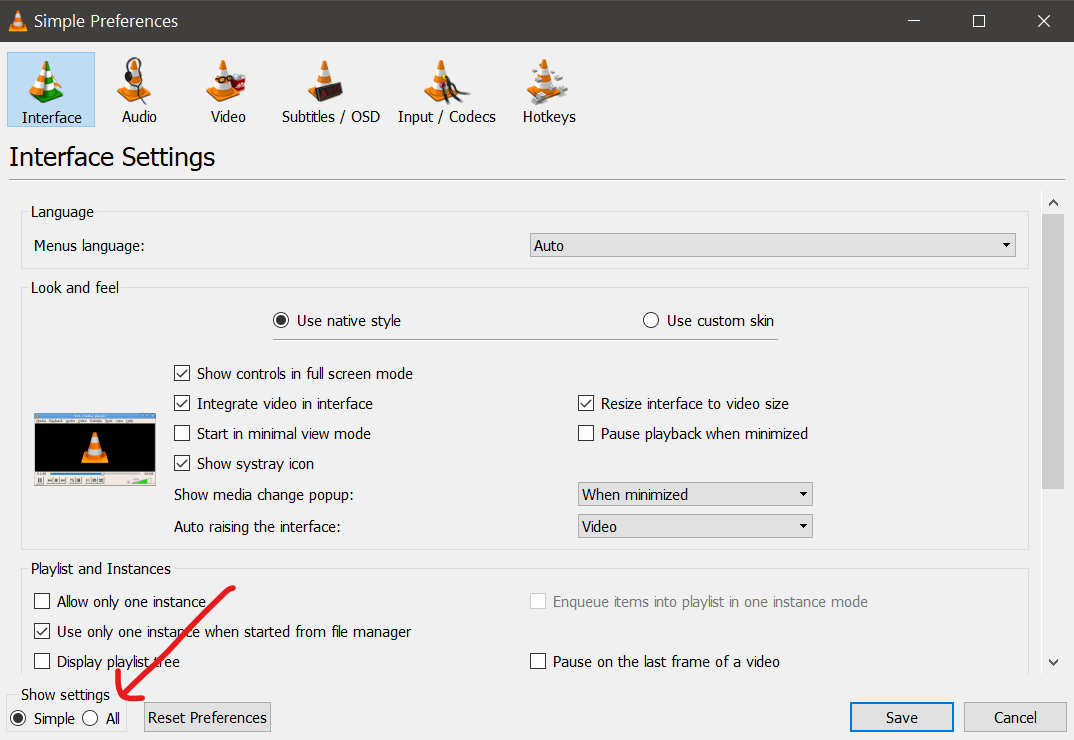 Simple Preferences
Interface Audio Video Subtitles / OSD Input / Codecs Hotkeys
Interface Settings
Language
Menus language: Auto
Look and feel
Use native style Use custom skin
Show controls in full screen mode
Integrate video in interface Resize interface to video size
Start in minimal view mode Pause playback when minimized
Show systray icon
Show media change popup: When minimized
Auto raising the interface: Video
Playlist and Instances
Allow only one instance Enqueue items into playlist in one instance mode
Use only one instance when started from file manager
Display playlist tree Pause on the last frame of a video
Show settings
Simple All Reset Preferences Save Cancel